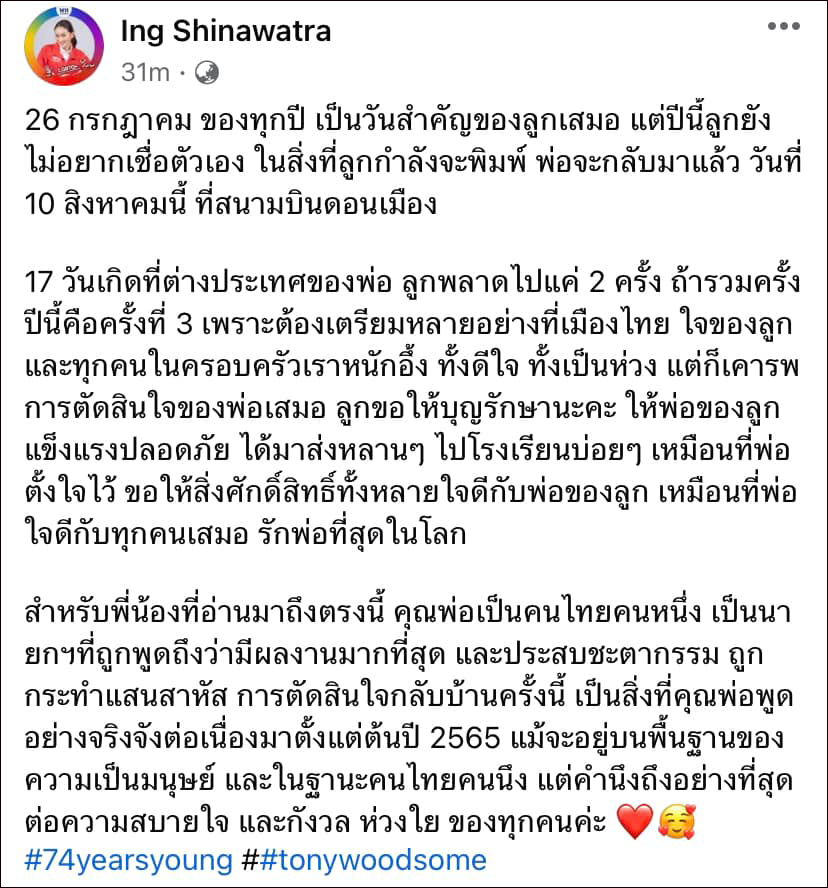 Ing Shinawatra
31m ·
26 กรกฎาคม ของทุกปี เป็นวันสำคัญของลูกเสมอ แต่ปีนี้ลูกยัง
ไม่อยากเชื่อตัวเอง ในสิ่งที่ลูกกำลังจะพิมพ์ พ่อจะกลับมาแล้ว วันที่
10 สิงหาคมนี้ ที่สนามบินดอนเมือง
17 วันเกิดที่ต่างประเทศของพ่อ ลูกพลาดไปแค่ 2 ครั้ง ถ้ารวมครั้ง
ปีนี้คือครั้งที่ 3 เพราะต้องเตรียมหลายอย่างที่เมืองไทย ใจของลูก
และทุกคนในครอบครัวเราหนักอึ้ง ทั้งดีใจ ทั้งเป็นห่วง แต่ก็เคารพ
การตัดสินใจของพ่อเสมอ ลูกขอให้บุญรักษานะคะ ให้พ่อของลูก
แข็งแรงปลอดภัย ได้มาส่งหลานๆ ไปโรงเรียนบ่อยๆ เหมือนที่พ่อ
ตั้งใจไว้ ขอให้สิ่งศักดิ์สิทธิ์ทั้งหลายใจดีกับพ่อของลูก เหมือนที่พ่อ
ใจดีกับทุกคนเสมอ รักพ่อที่สุดในโลก
สำหรับพี่น้องที่อ่านมาถึงตรงนี้ คุณพ่อเป็นคนไทยคนหนึ่ง เป็นนา
ยกฯที่ถูกพูดถึงว่ามีผลงานมากที่สุด และประสบชะตากรรม ถูก
กระทำแสนสาหัส การตัดสินใจกลับบ้านครั้งนี้ เป็นสิ่งที่คุณพ่อพูด
อย่างจริงจังต่อเนื่องมาตั้งแต่ต้นปี 2565 แม้จะอยู่บนพื้นฐานของ
ความเป็นมนุษย์ และในฐานะคนไทยคนนึง แต่คำนึงถึงอย่างที่สุด
ต่อความสบายใจ และกังวล ห่วงใย ของทุกคนค่ะ ❤️🥰
#74yearsyoung ##tonywoodsome